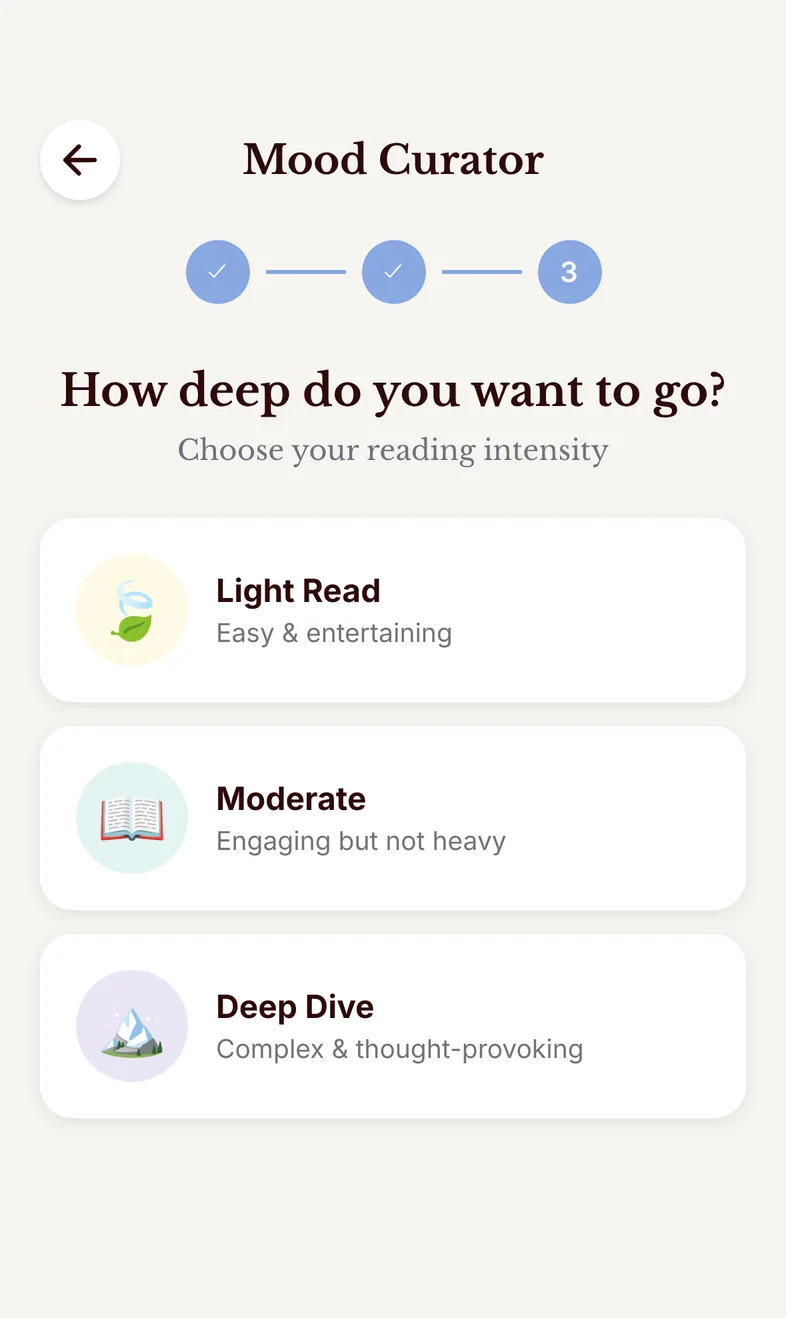 Mood Curator
3
How deep do you want to go?
Choose your reading intensity
Light Read
Easy & entertaining
Moderate
Engaging but not heavy
Deep Dive
Complex & thought-provoking